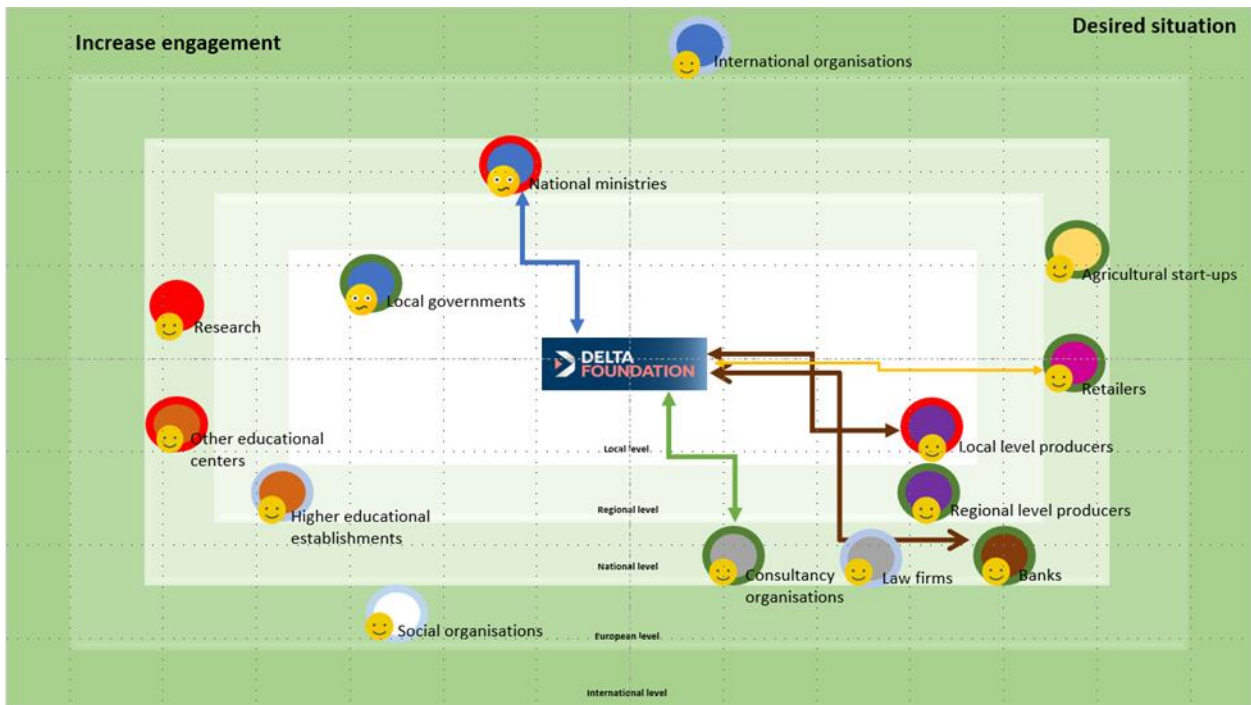 Increase engagement
Desired situation
International organisations
National ministries
Agricultural start-ups
Local governments
Research
DELTA
FOUNDATION
Retailers
Other educational
centers
Local level
Local level producers
Higher educational
establishments
Regional level
Regional level producers
National level
Consultancy
organisations
Law firms
Banks
Social organisations
European level
International level